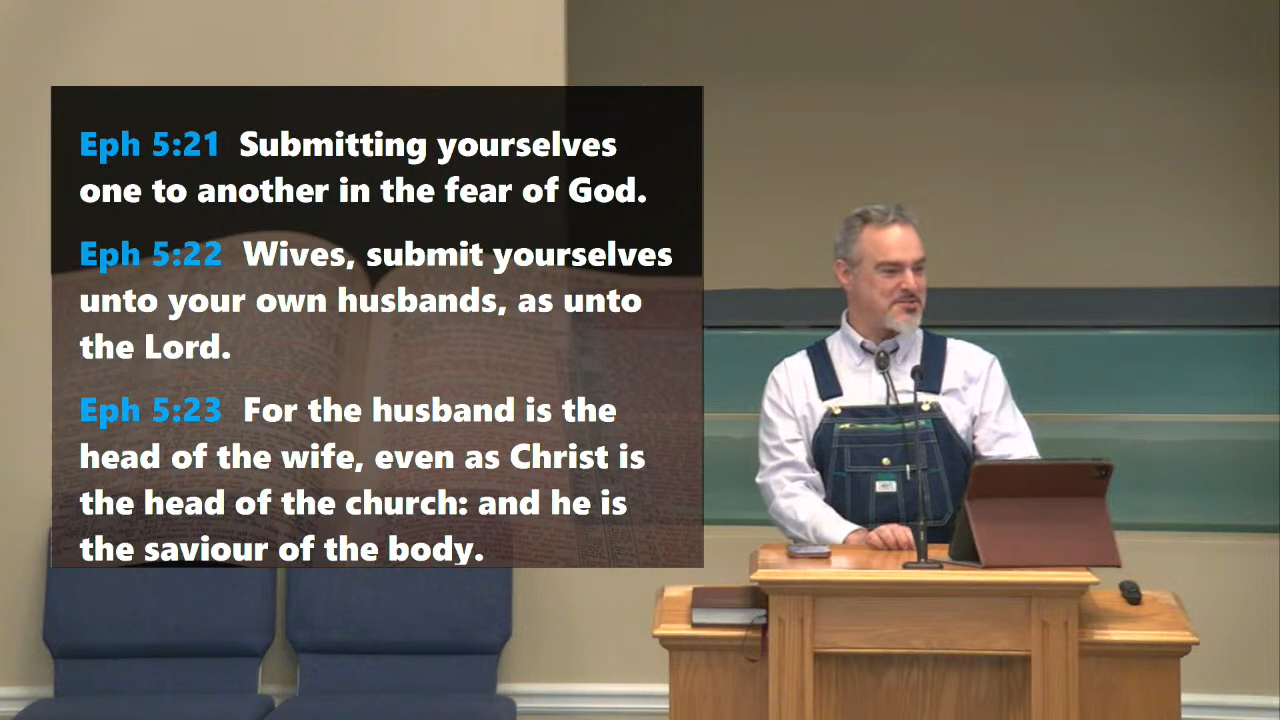 Eph 5:21 Submitting yourselves
one to another in the fear of God.
Eph 5:22 Wives, submit yourselves
unto your own husbands, as unto
the Lord.
Eph 5:23 For the husband is the
head of the wife, even as Christ is
the head of the church: and he is
the saviour of the body.